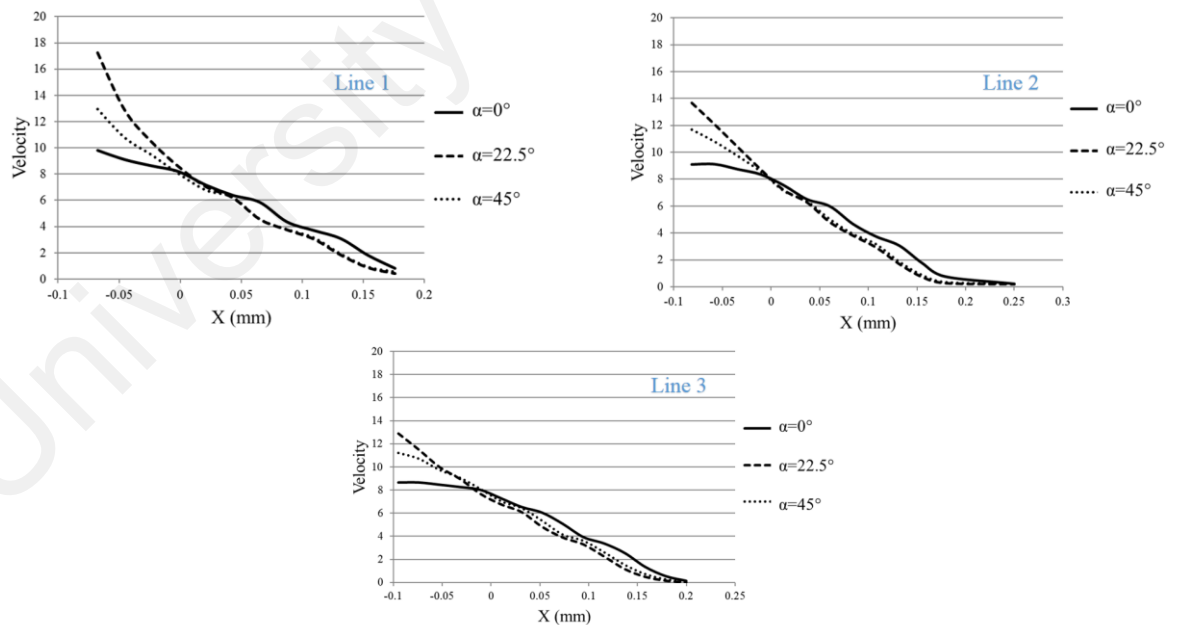 University
20
18
16
14
12
10
8
6
4
2
0
-0.1 -0.05 0 0.05 0.1 0.15 0.2
Velocity
X (mm)
Line 1
α=0°
α=22.5°
α=45°
20
18
16
14
12
10
8
6
4
2
0
-0.1 -0.05 0 0.05 0.1 0.15 0.2 0.25 0.3
Velocity
X (mm)
Line 2
α=0°
α=22.5°
α=45°
20
18
16
14
12
10
8
6
4
2
0
-0.1 -0.05 0 0.05 0.1 0.15 0.2 0.25
Velocity
X (mm)
Line 3
α=0°
α=22.5°
α=45°